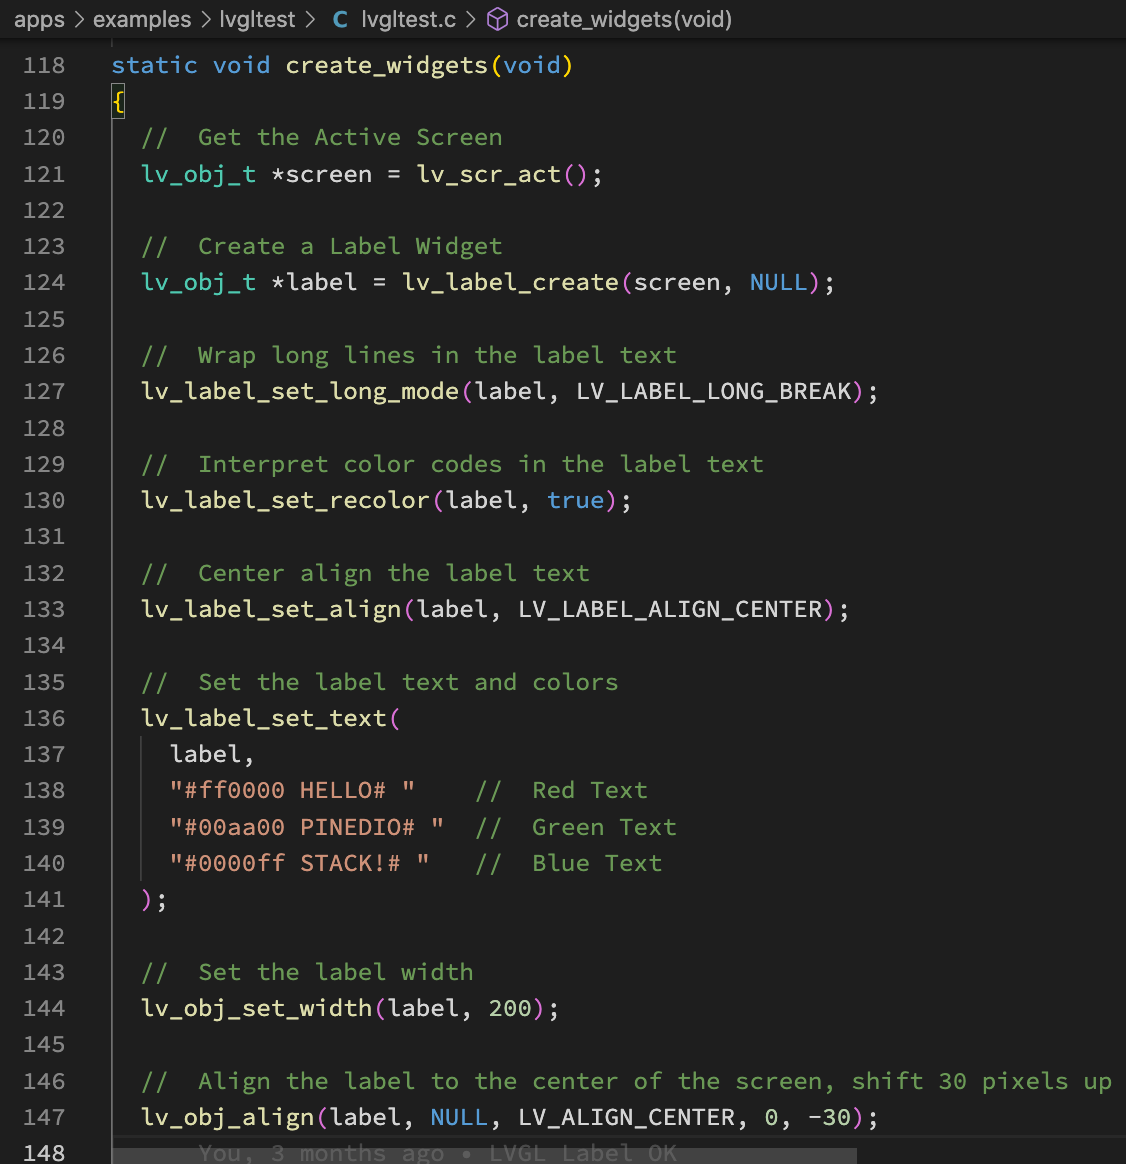 apps > examples > lvgltest > C lvgltest.c > create_widgets(void)
118 static void create_widgets(void)
119 {
120   //  Get the Active Screen
121   lv_obj_t *screen = lv_scr_act();
122
123   //  Create a Label Widget
124   lv_obj_t *label = lv_label_create(screen, NULL);
125
126   //  Wrap long lines in the label text
127   lv_label_set_long_mode(label, LV_LABEL_LONG_BREAK);
128
129   //  Interpret color codes in the label text
130   lv_label_set_recolor(label, true);
131
132   //  Center align the label text
133   lv_label_set_align(label, LV_LABEL_ALIGN_CENTER);
134
135   //  Set the label text and colors
136   lv_label_set_text(
137     label,
138     "#ff0000 HELLO# "    //  Red Text
139     "#00aa00 PINEDIO# "  //  Green Text
140     "#0000ff STACK!# "   //  Blue Text
141   );
142
143   //  Set the label width
144   lv_obj_set_width(label, 200);
145
146   //  Align the label to the center of the screen, shift 30 pixels up
147   lv_obj_align(label, NULL, LV_ALIGN_CENTER, 0, -30);
148       You, 3 months ago • LVGL Label OK